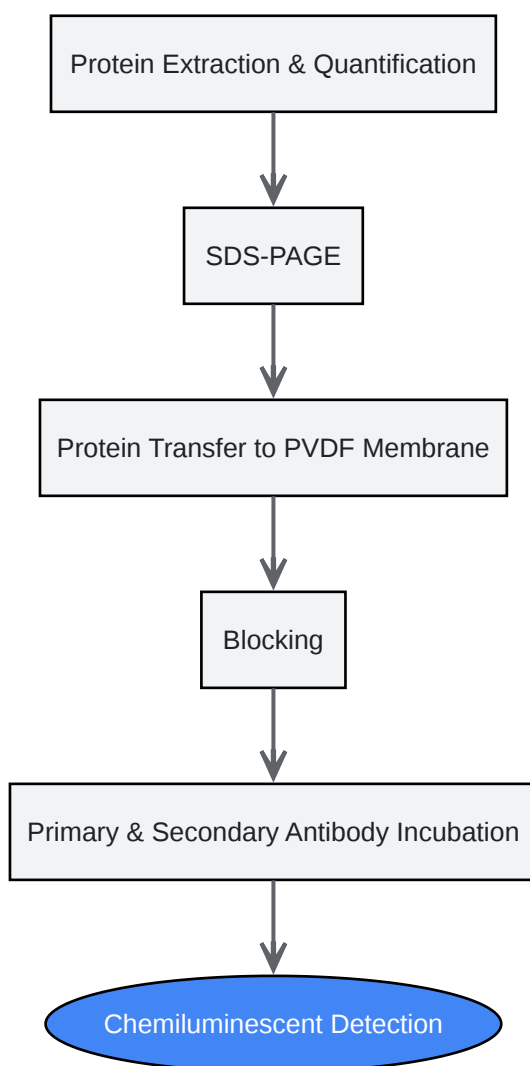 Protein Extraction & Quantification
SDS-PAGE
Protein Transfer to PVDF Membrane
Blocking
Primary & Secondary Antibody Incubation
Chemiluminescent Detection